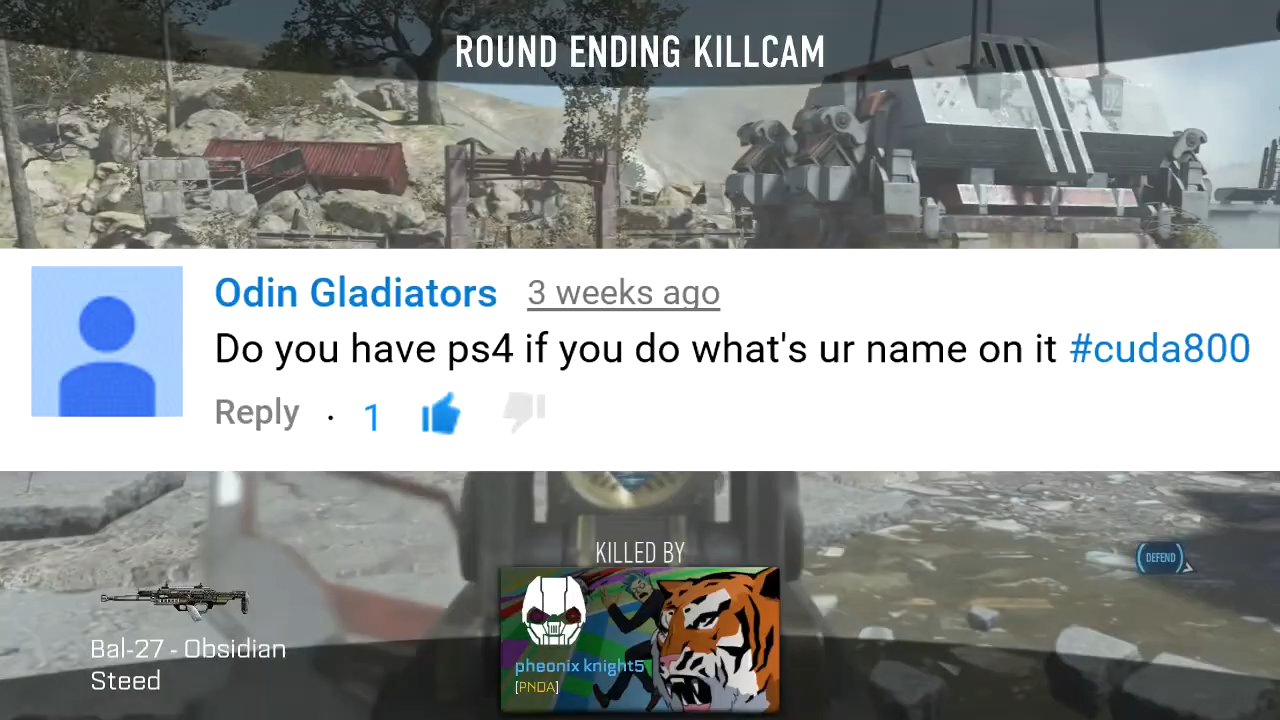 ROUND ENDING KILLCAM
02
Odin Gladiators 3 weeks ago
Do you have ps4 if you do what's ur name on it #cuda800
Reply · 1
KILLED BY
DEFEND
Bal-27 - Obsidian
Steed
pheonix knight5
[PNDA]